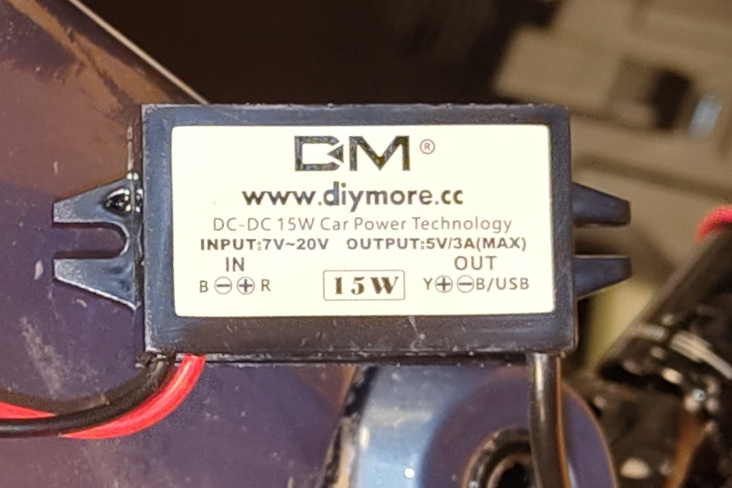 DM®
www.diymore.cc
DC-DC 15W Car Power Technology
INPUT:7V~20V OUTPUT:5V/3A(MAX)
IN OUT
B⊖⊕R 15W Y⊕⊖B/USB